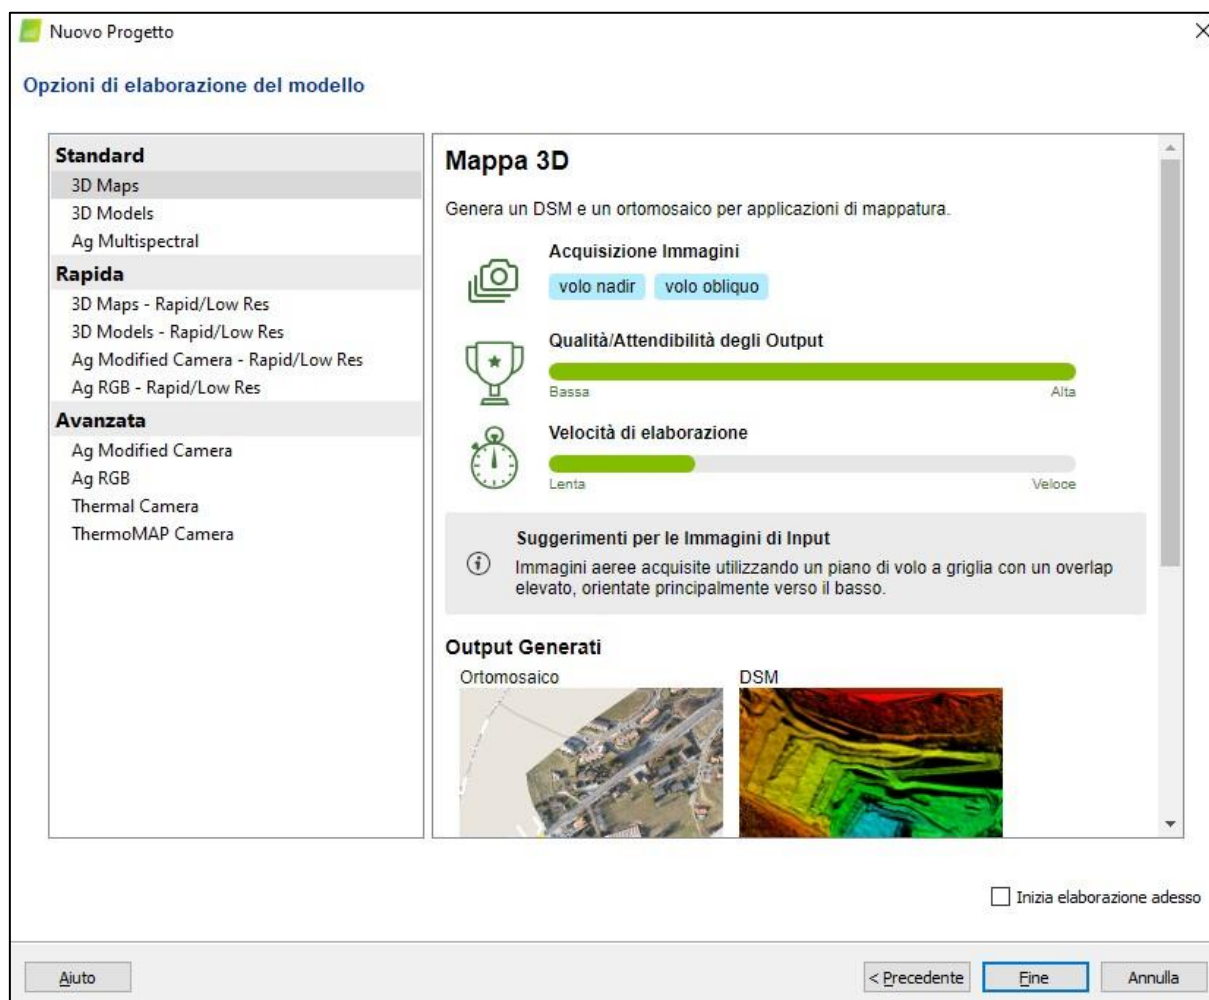 Nuovo Progetto
Opzioni di elaborazione del modello
Standard
3D Maps
3D Models
Ag Multispectral
Rapida
3D Maps - Rapid/Low Res
3D Models - Rapid/Low Res
Ag Modified Camera - Rapid/Low Res
Ag RGB - Rapid/Low Res
Avanzata
Ag Modified Camera
Ag RGB
Thermal Camera
ThermoMAP Camera
Mappa 3D
Genera un DSM e un ortomosaico per applicazioni di mappatura.
Acquisizione Immagini
volo nadir volo obliquo
Qualità/Attendibilità degli Output
Bassa Alta
Velocità di elaborazione
Lenta Veloce
Suggerimenti per le Immagini di Input
Immagini aeree acquisite utilizzando un piano di volo a griglia con un overlap
elevato, orientate principalmente verso il basso.
Output Generati
Ortomosaico DSM
Inizia elaborazione adesso
Aiuto < Precedente Fine Annulla